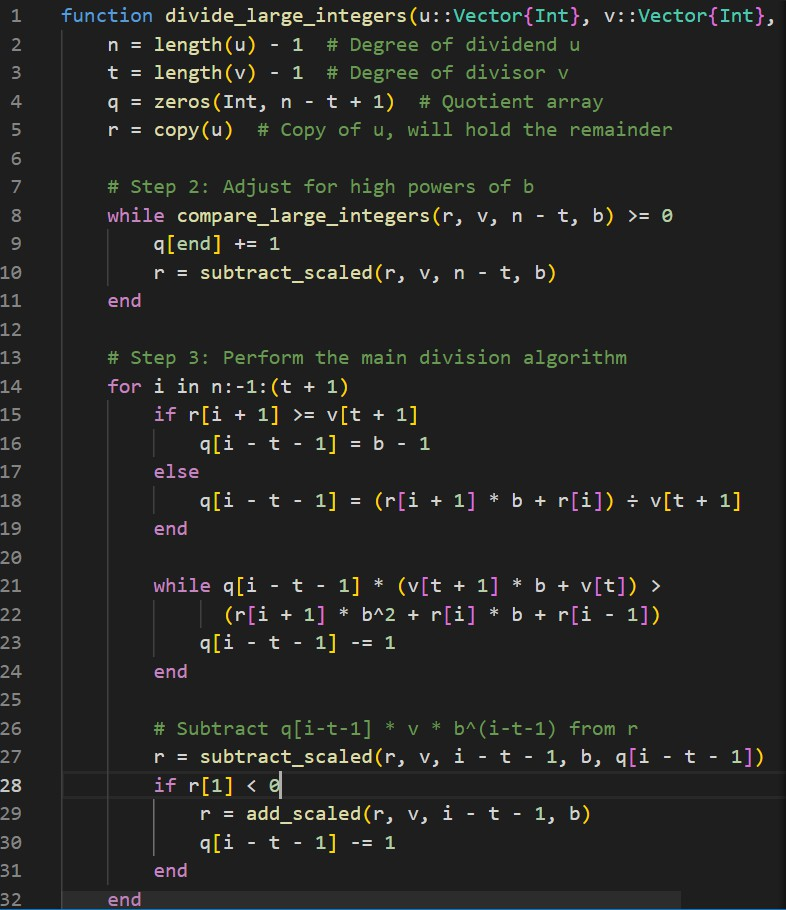 1 function divide_large_integers(u::Vector{Int}, v::Vector{Int},
2 n = length(u) - 1 # Degree of dividend u
3 t = length(v) - 1 # Degree of divisor v
4 q = zeros(Int, n - t + 1) # Quotient array
5 r = copy(u) # Copy of u, will hold the remainder
6
7 # Step 2: Adjust for high powers of b
8 while compare_large_integers(r, v, n - t, b) >= 0
9 q[end] += 1
10 r = subtract_scaled(r, v, n - t, b)
11 end
12
13 # Step 3: Perform the main division algorithm
14 for i in n:-1:(t + 1)
15 if r[i + 1] >= v[t + 1]
16 q[i - t - 1] = b - 1
17 else
18 q[i - t - 1] = (r[i + 1] * b + r[i]) ÷ v[t + 1]
19 end
20
21 while q[i - t - 1] * (v[t + 1] * b + v[t]) >
22 (r[i + 1] * b^2 + r[i] * b + r[i - 1])
23 q[i - t - 1] -= 1
24 end
25
26 # Subtract q[i-t-1] * v * b^(i-t-1) from r
27 r = subtract_scaled(r, v, i - t - 1, b, q[i - t - 1])
28 if r[1] < 0
29 r = add_scaled(r, v, i - t - 1, b)
30 q[i - t - 1] -= 1
31 end
32 end